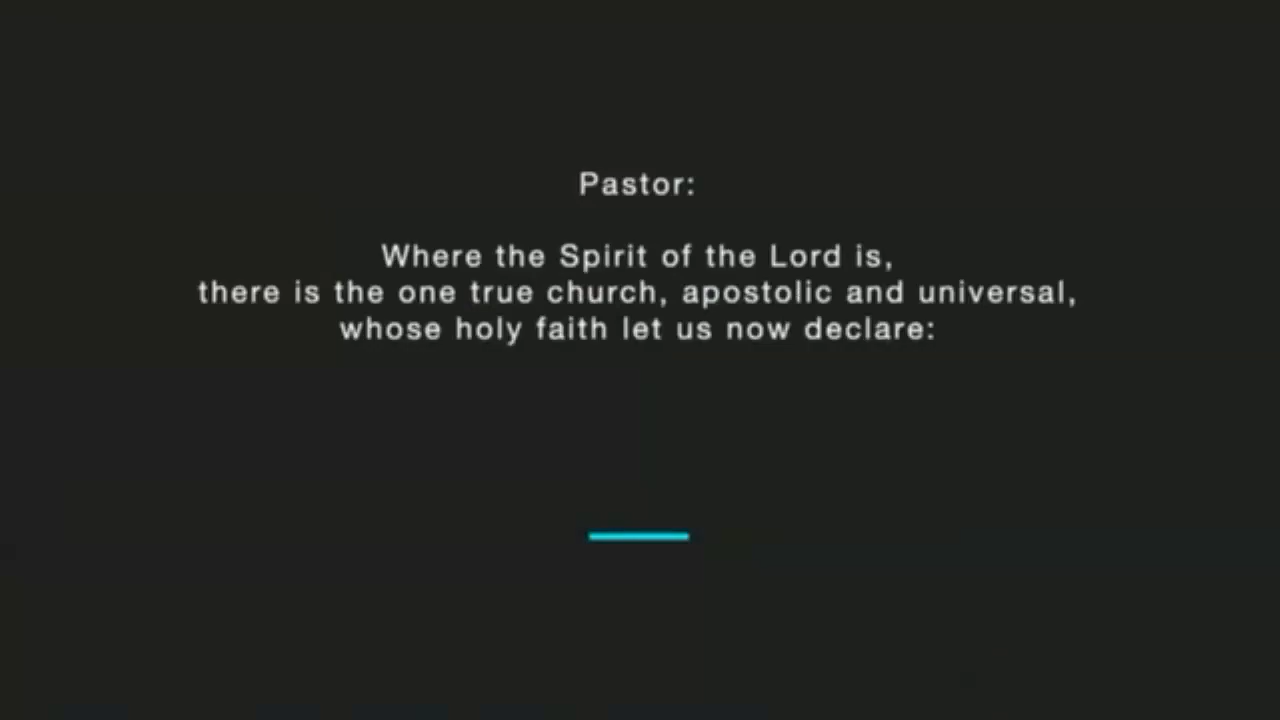 Pastor:
Where the Spirit of the Lord is,
there is the one true church, apostolic and universal,
whose holy faith let us now declare: